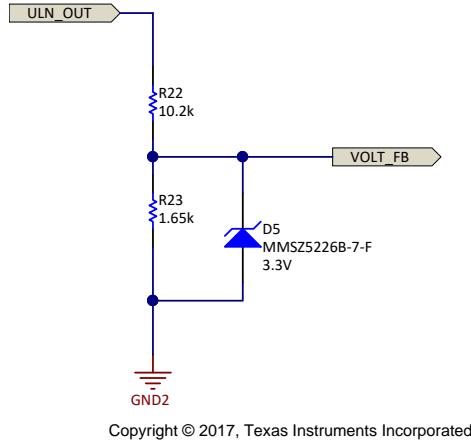 ULN_OUT
R22
10.2k
VOLT_FB
R23
1.65k
D5
MMSZ5226B-7-F
3.3V
GND2
Copyright © 2017, Texas Instruments Incorporated